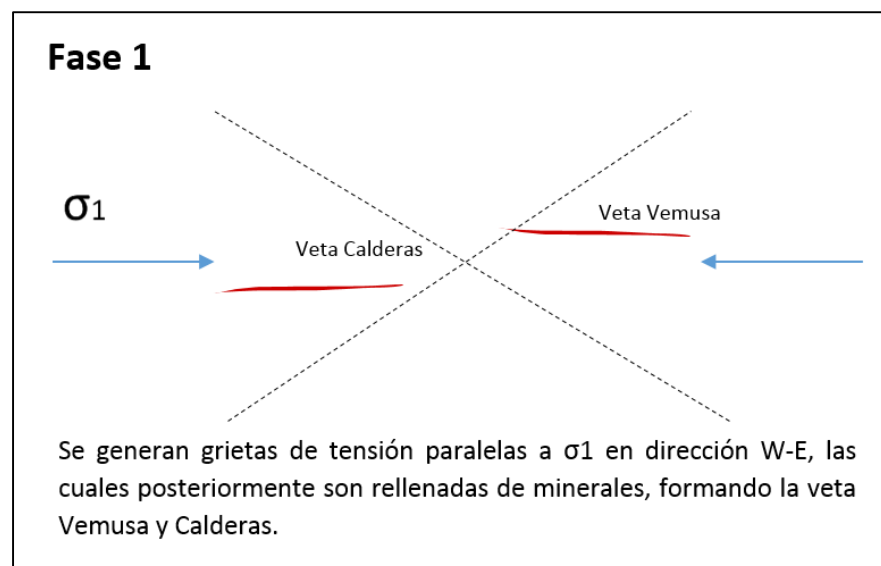 Fase 1
σ1
Veta Vemusa
Veta Calderas
Se generan grietas de tensión paralelas a σ1 en dirección W-E, las
cuales posteriormente son rellenadas de minerales, formando la veta
Vemusa y Calderas.